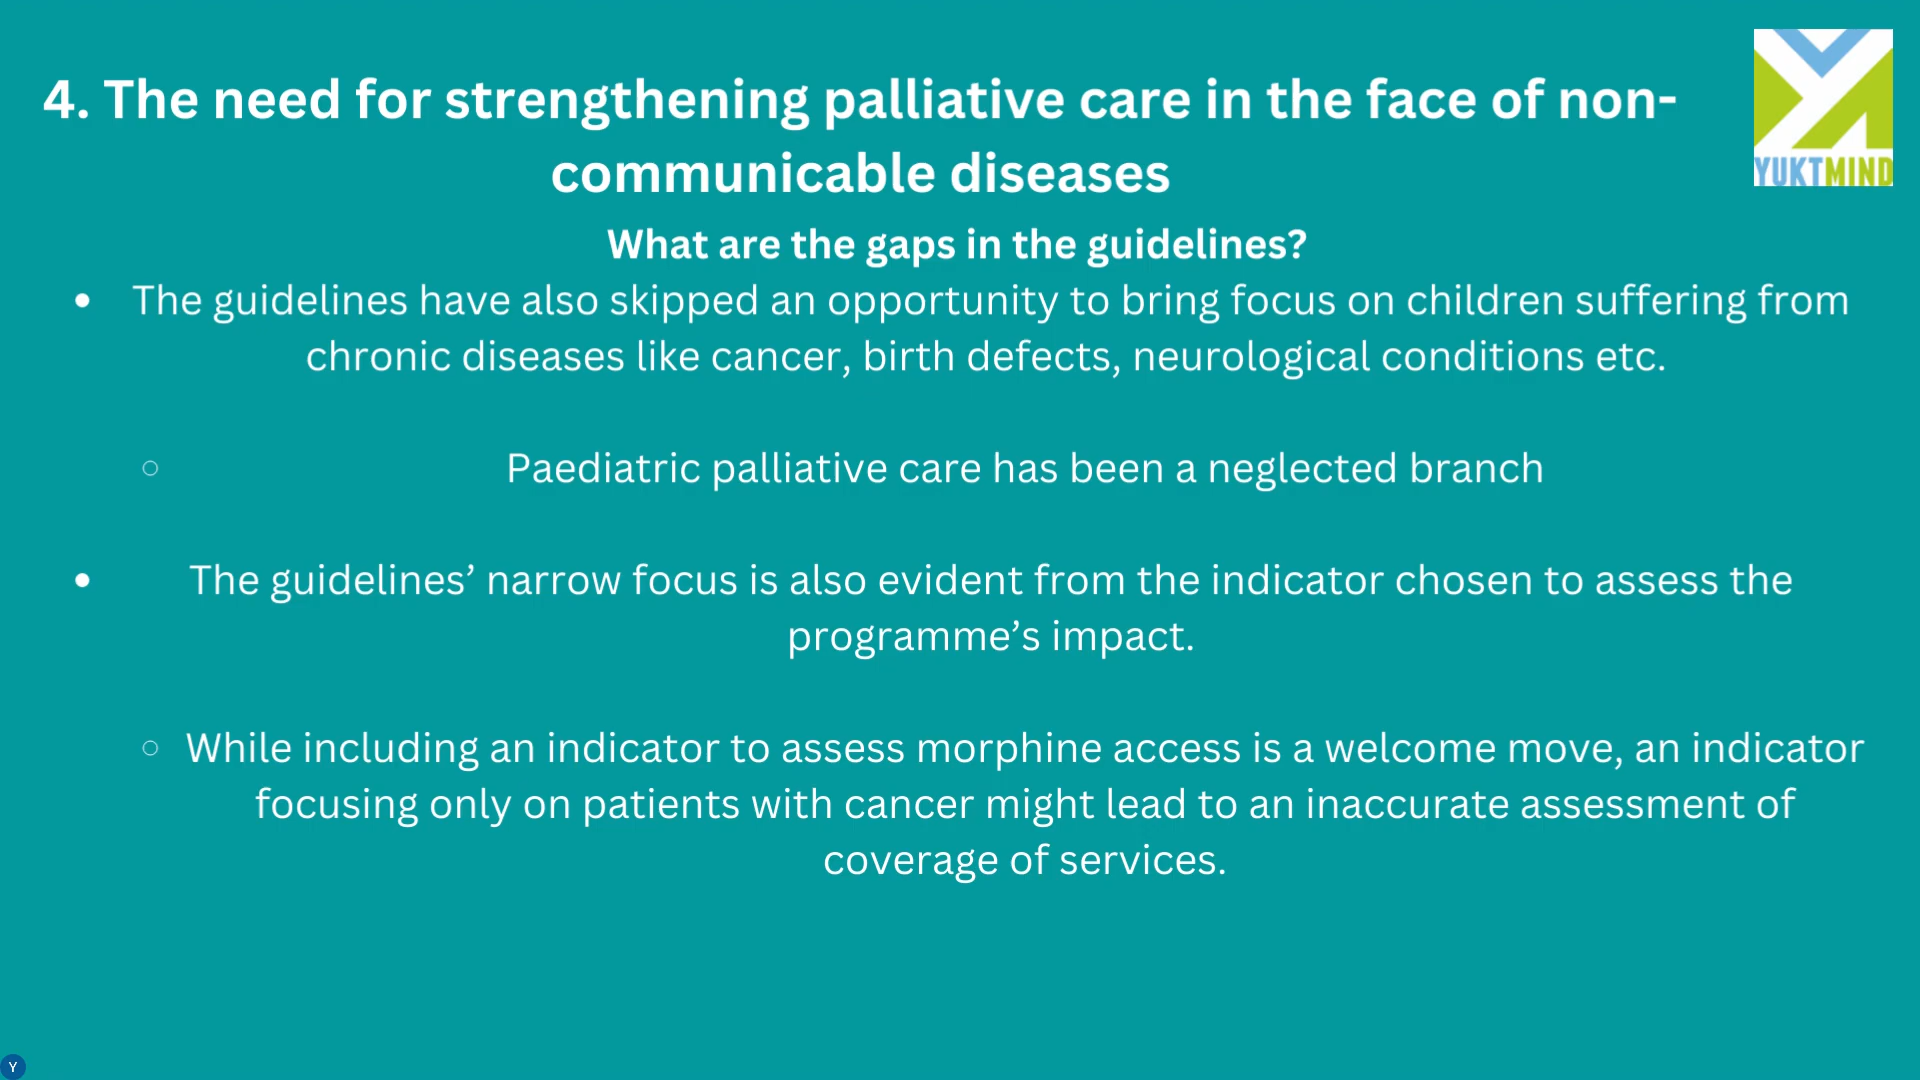 4. The need for strengthening palliative care in the face of non-
communicable diseases
YUKTMIND
What are the gaps in the guidelines?
• The guidelines have also skipped an opportunity to bring focus on children suffering from
chronic diseases like cancer, birth defects, neurological conditions etc.
○ Paediatric palliative care has been a neglected branch
• The guidelines’ narrow focus is also evident from the indicator chosen to assess the
programme’s impact.
○ While including an indicator to assess morphine access is a welcome move, an indicator
focusing only on patients with cancer might lead to an inaccurate assessment of
coverage of services.
Y